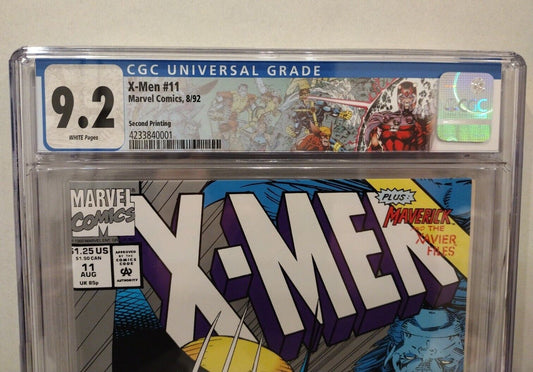 CGC UNIVERSAL GRADE
9.2
WHITE Pages
X-Men #11
Marvel Comics, 8/92
Second Printing
4233840001
CGC
MARVEL
COMICS
M
$1.25 US
$1.50 CAN
11
AUG
UK 85p
APPROVED
BY THE
COMICS
CODE
AUTHORITY
X-MEN
PLUS:
MAVERICK
AND THE
XAVIER
FILES